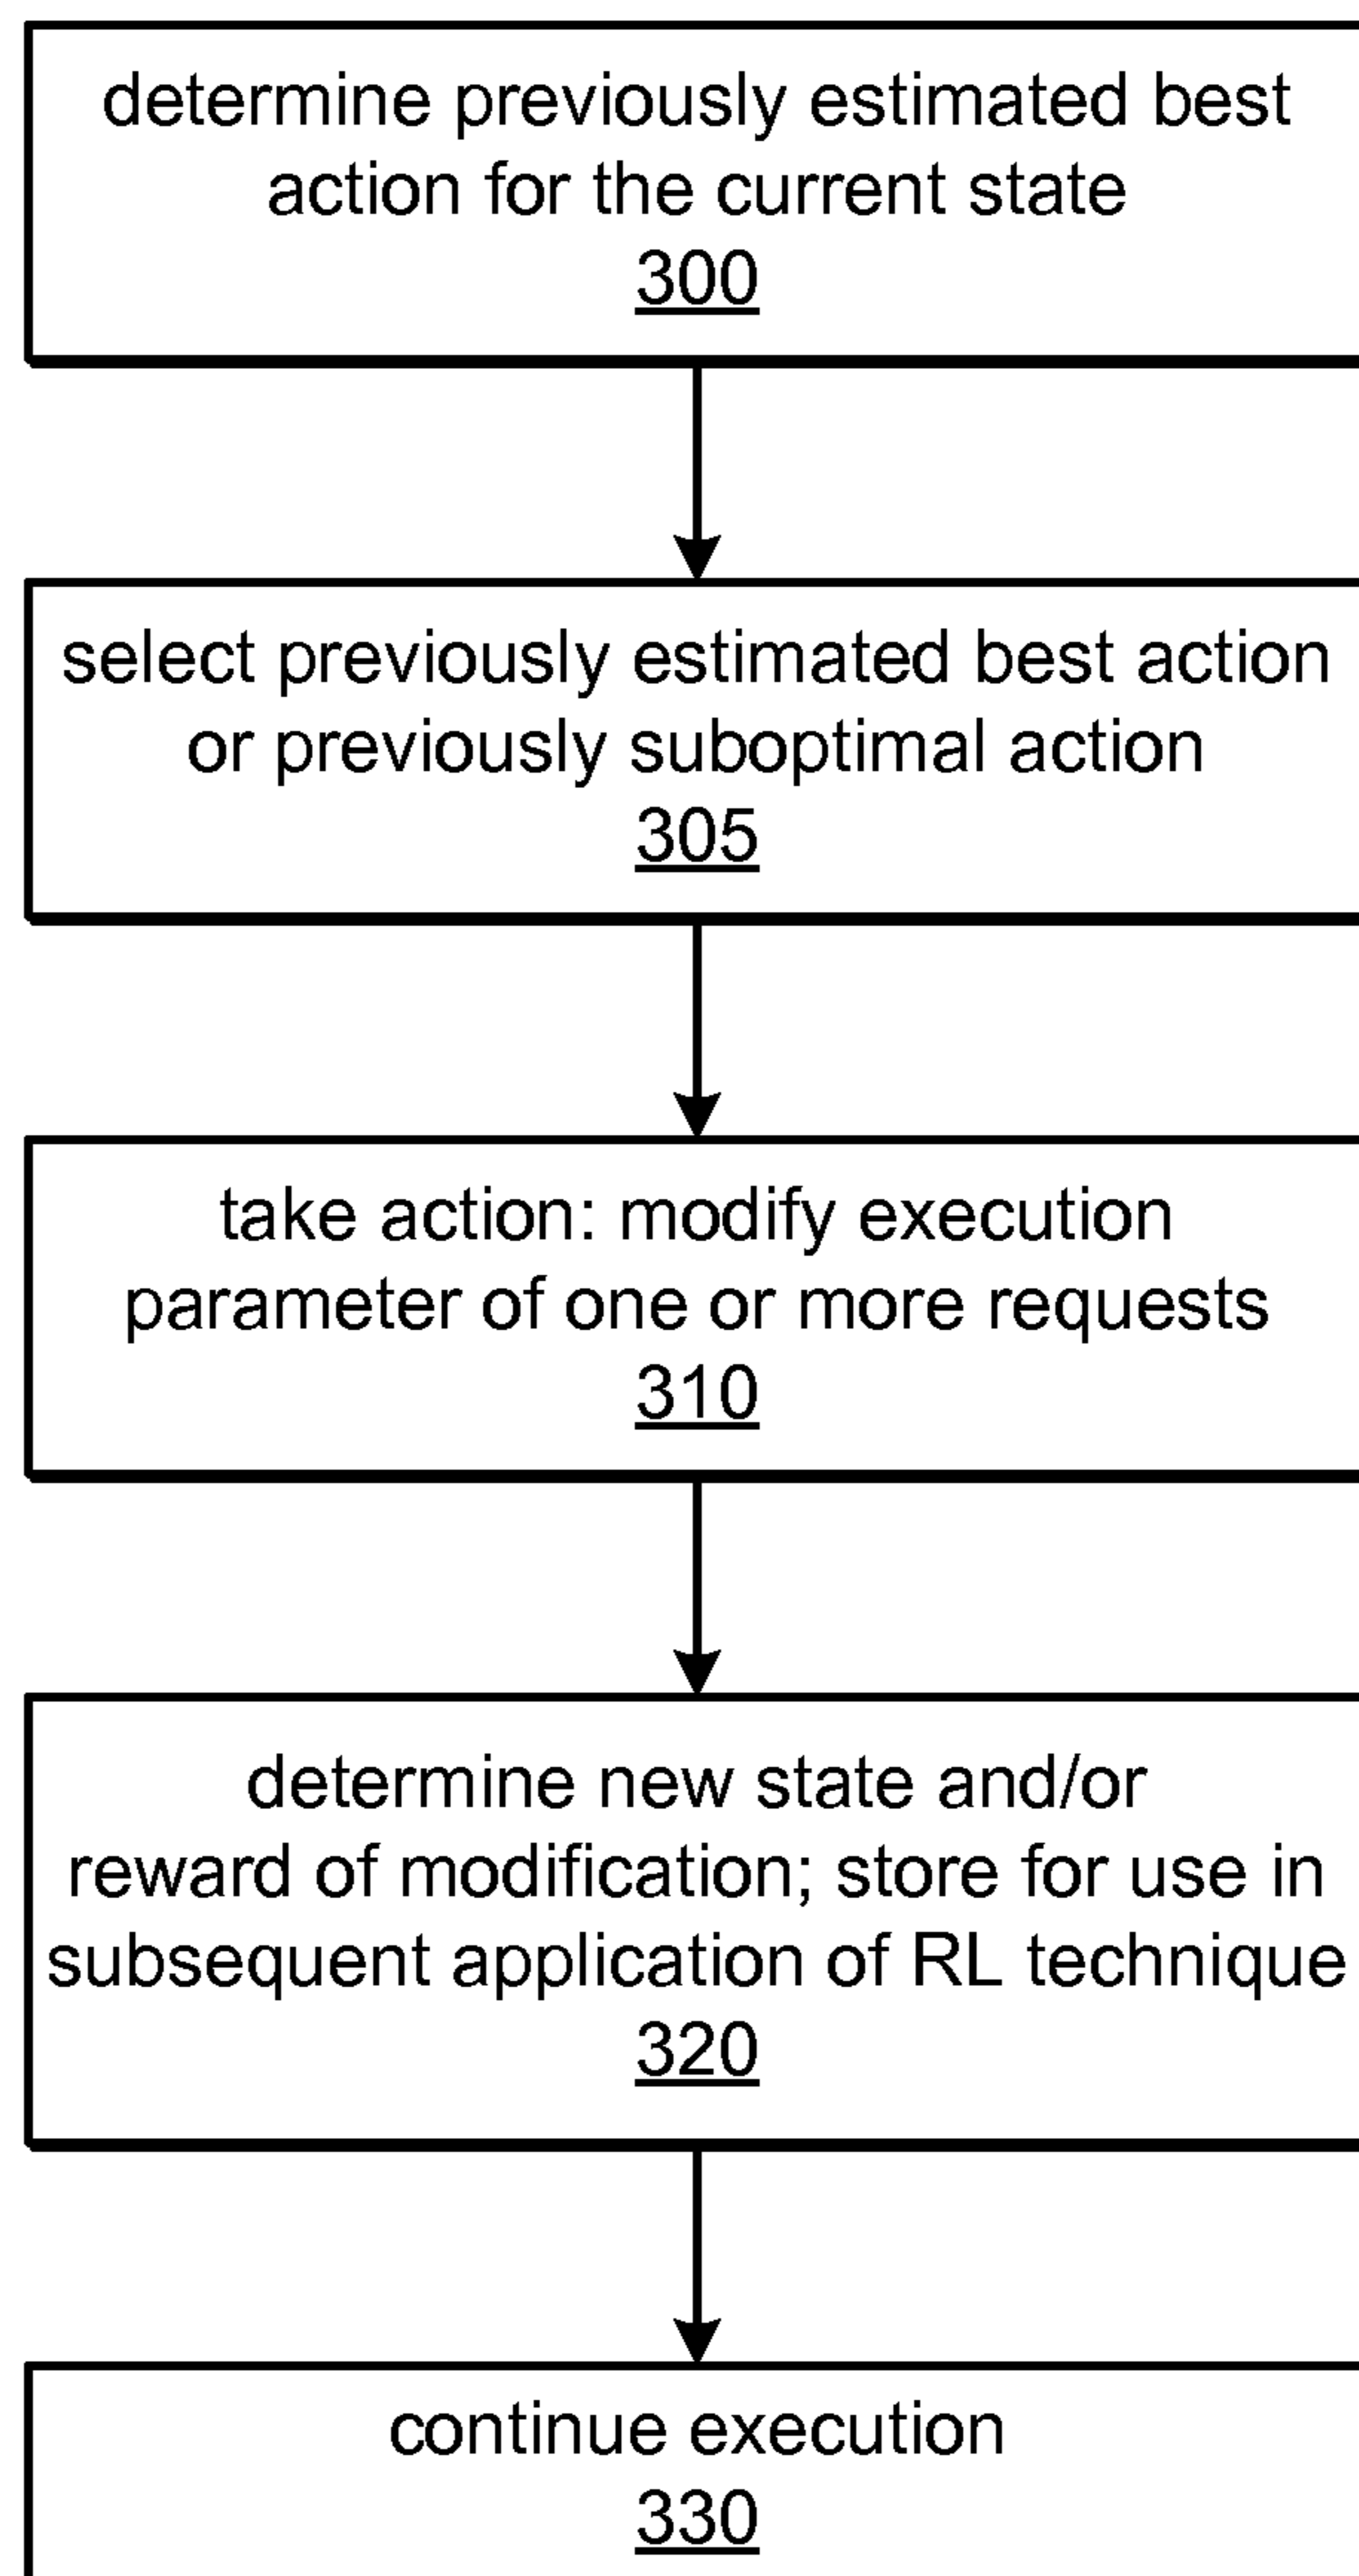 determine previously estimated best
action for the current state
300
select previously estimated best action
or previously suboptimal action
305
take action: modify execution
parameter of one or more requests
310
determine new state and/or
reward of modification; store for use in
subsequent application of RL technique
320
continue execution
330